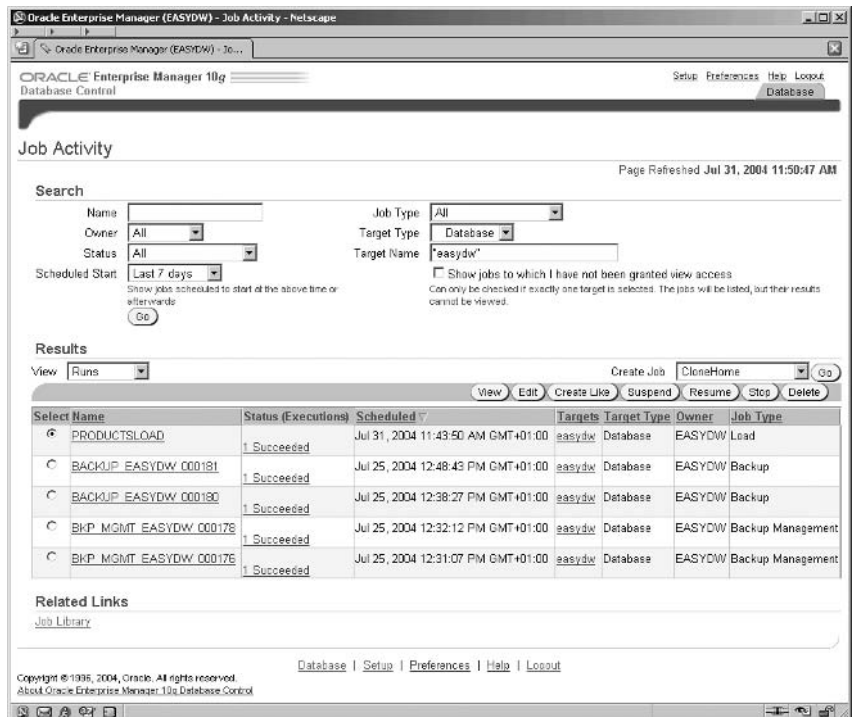 Oracle Enterprise Manager (EASYDW) - Job Activity - Netscape
Oracle Enterprise Manager (EASYDW) - Jo...
ORACLE Enterprise Manager 10g
Database Control
Setup Preferences Help Logout
Database
Job Activity
Page Refreshed Jul 31, 2004 11:50:47 AM
Search
Name
Job Type All
Owner All
Target Type Database
Status All
Target Name "easydw"
Scheduled Start Last 7 days
Show jobs to which I have not been granted view access
Show jobs scheduled to start at the above time or
afterwards
Can only be checked if exactly one target is selected. The jobs will be listed, but their results
cannot be viewed.
Go
Results
View Runs
Create Job CloneHome Go
View Edit Create Like Suspend Resume Stop Delete
Select Name Status (Executions) Scheduled Targets Target Type Owner Job Type
PRODUCTSLOAD 1 Succeeded Jul 31, 2004 11:43:50 AM GMT+01:00 easydw Database EASYDW Load
BACKUP_EASYDW_000181 1 Succeeded Jul 25, 2004 12:48:43 PM GMT+01:00 easydw Database EASYDW Backup
BACKUP_EASYDW_000180 1 Succeeded Jul 25, 2004 12:38:27 PM GMT+01:00 easydw Database EASYDW Backup
BKP_MGMT_EASYDW_000178 1 Succeeded Jul 25, 2004 12:32:12 PM GMT+01:00 easydw Database EASYDW Backup Management
BKP_MGMT_EASYDW_000176 1 Succeeded Jul 25, 2004 12:31:07 PM GMT+01:00 easydw Database EASYDW Backup Management
Related Links
Job Library
Database | Setup | Preferences | Help | Logout
Copyright © 1996, 2004, Oracle. All rights reserved.
About Oracle Enterprise Manager 10g Database Control